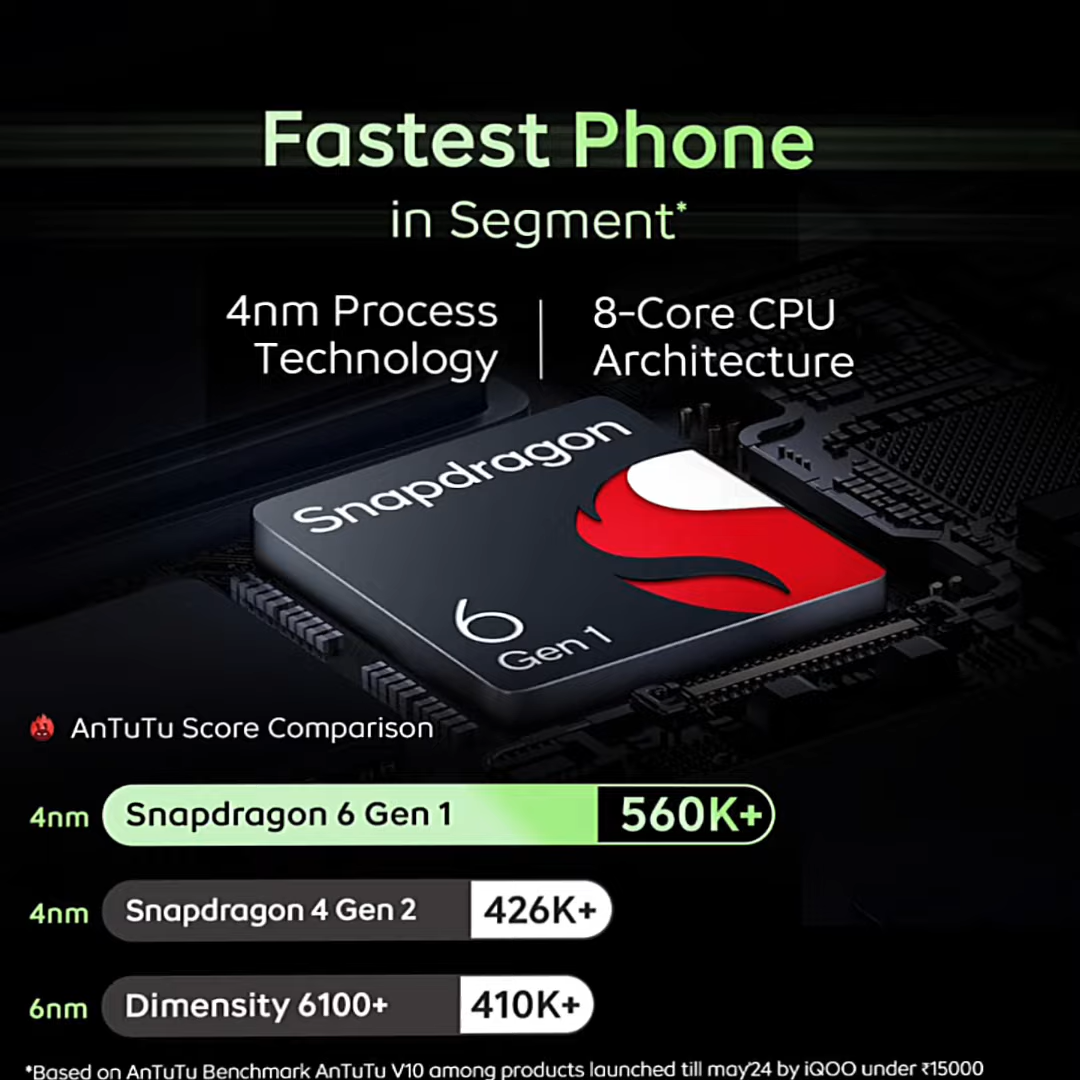 Fastest Phone
in Segment*
4nm Process
Technology
8-Core CPU
Architecture
Snapdragon
6
Gen 1
AnTuTu Score Comparison
4nm Snapdragon 6 Gen 1 560K+
4nm Snapdragon 4 Gen 2 426K+
6nm Dimensity 6100+ 410K+
*Based on AnTuTu Benchmark AnTuTu V10 among products launched till may'24 by iQOO under ₹15000